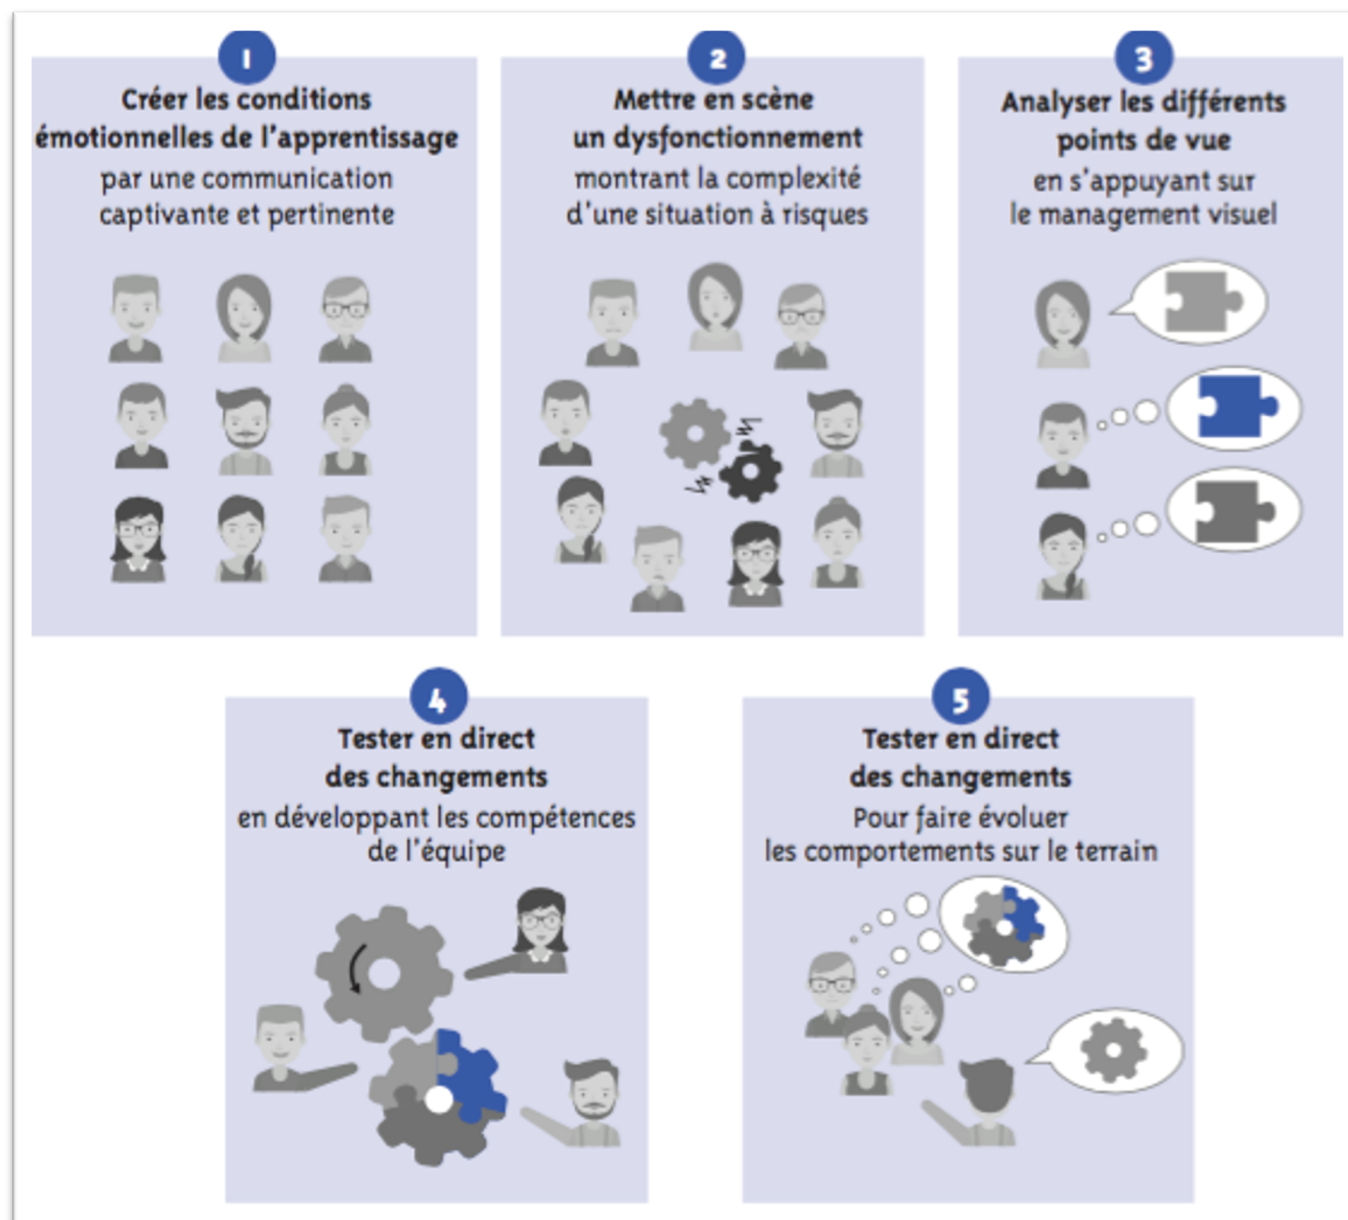 1
Créer les conditions
émotionnelles de l'apprentissage
par une communication
captivante et pertinente
2
Mettre en scène
un dysfonctionnement
montrant la complexité
d'une situation à risques
3
Analyser les différents
points de vue
en s'appuyant sur
le management visuel
4
Tester en direct
des changements
en développant les compétences
de l'équipe
5
Tester en direct
des changements
Pour faire évoluer
les comportements sur le terrain